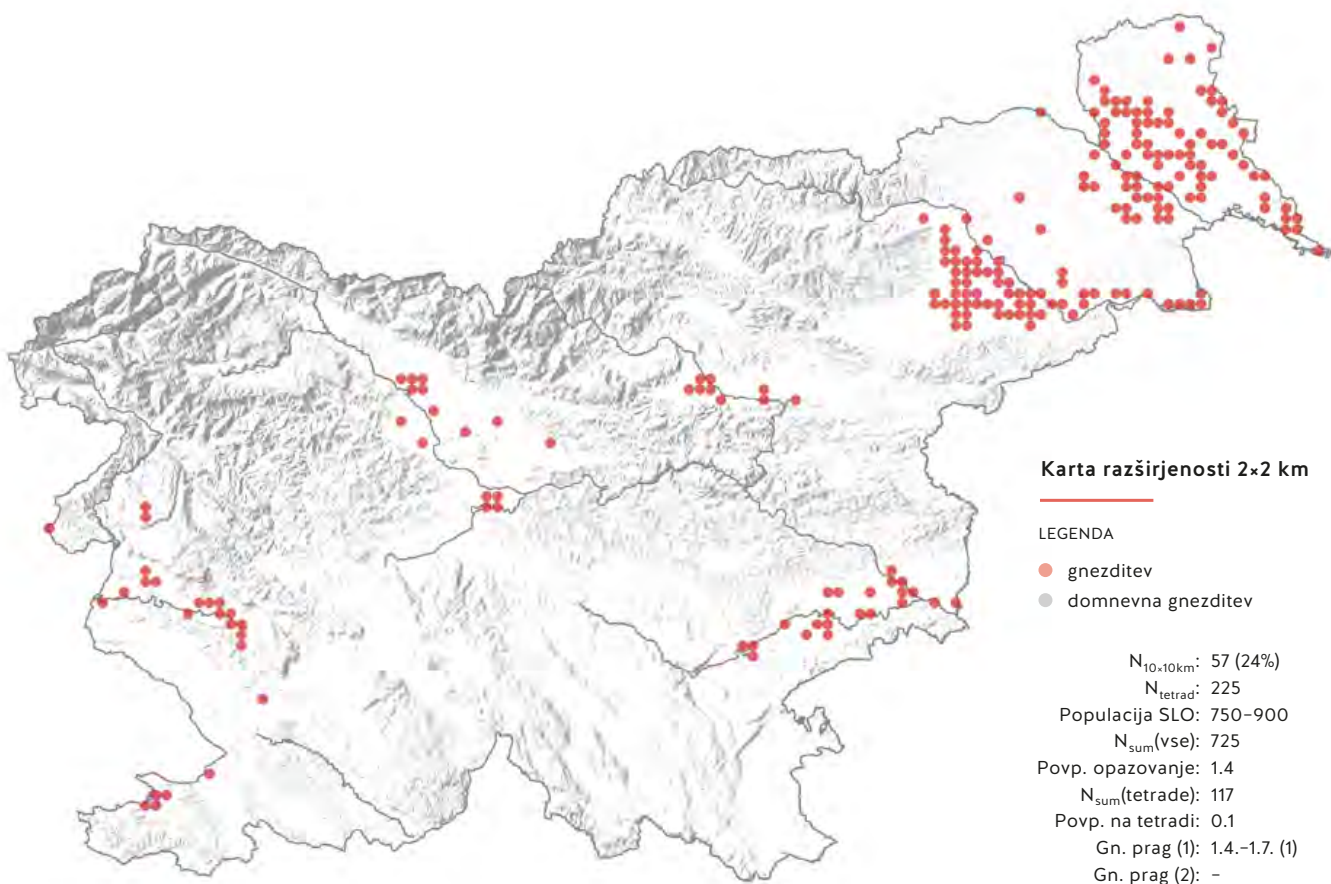 Karta razširjenosti 2×2 km
LEGENDA
gnezditev
domnevna gnezditev
N10×10km: 57 (24%)
Ntetrad: 225
Populacija SLO: 750–900
Nsum(vse): 725
Povp. opazovanje: 1.4
Nsum(tetrade): 117
Povp. na tetradi: 0.1
Gn. prag (1): 1.4.–1.7. (1)
Gn. prag (2): –